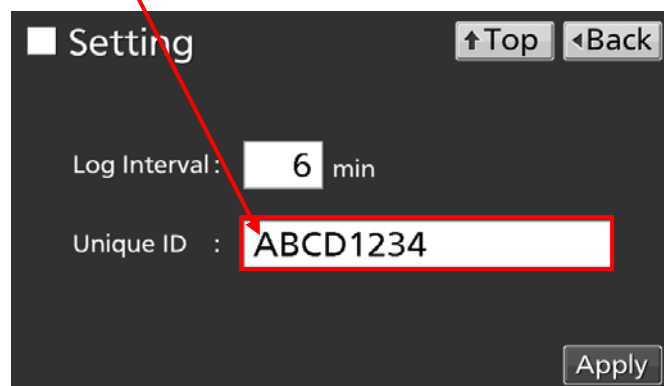 Setting
↑Top
◂Back
Log Interval: 6 min
Unique ID : ABCD1234
Apply